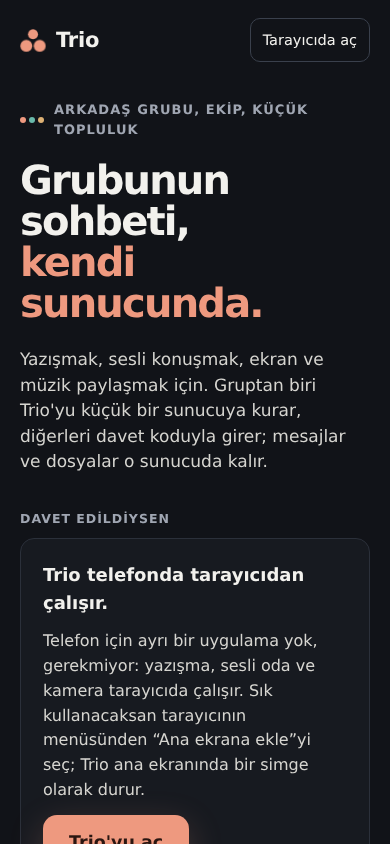 Trio
Tarayıcıda aç
ARKADAŞ GRUBU, EKİP, KÜÇÜK
TOPLULUK
Grubunun
sohbeti,
kendi
sunucunda.
Yazışmak, sesli konuşmak, ekran ve
müzik paylaşmak için. Gruptan biri
Trio'yu küçük bir sunucuya kurar,
diğerleri davet koduyla girer; mesajlar
ve dosyalar o sunucuda kalır.
DAVET EDİLDİYSEN
Trio telefonda tarayıcıdan
çalışır.
Telefon için ayrı bir uygulama yok,
gerekmiyor: yazışma, sesli oda ve
kamera tarayıcıda çalışır. Sık
kullanacaksan tarayıcının
menüsünden “Ana ekrana ekle”yi
seç; Trio ana ekranında bir simge
olarak durur.
Trio'yu aç